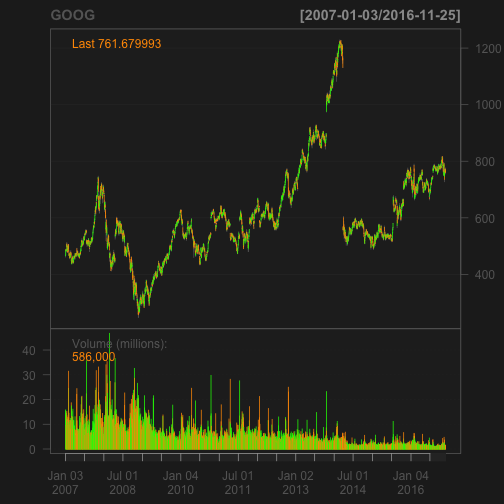 GOOG [2007-01-03/2016-11-25]
Last 761.679993
1200
1000
800
600
400
Volume (millions):
586,000
40
30
20
10
0
Jan 03 Jul 01 Jan 04 Jul 01 Jan 02 Jul 01 Jan 04
2007 2008 2010 2011 2013 2014 2016